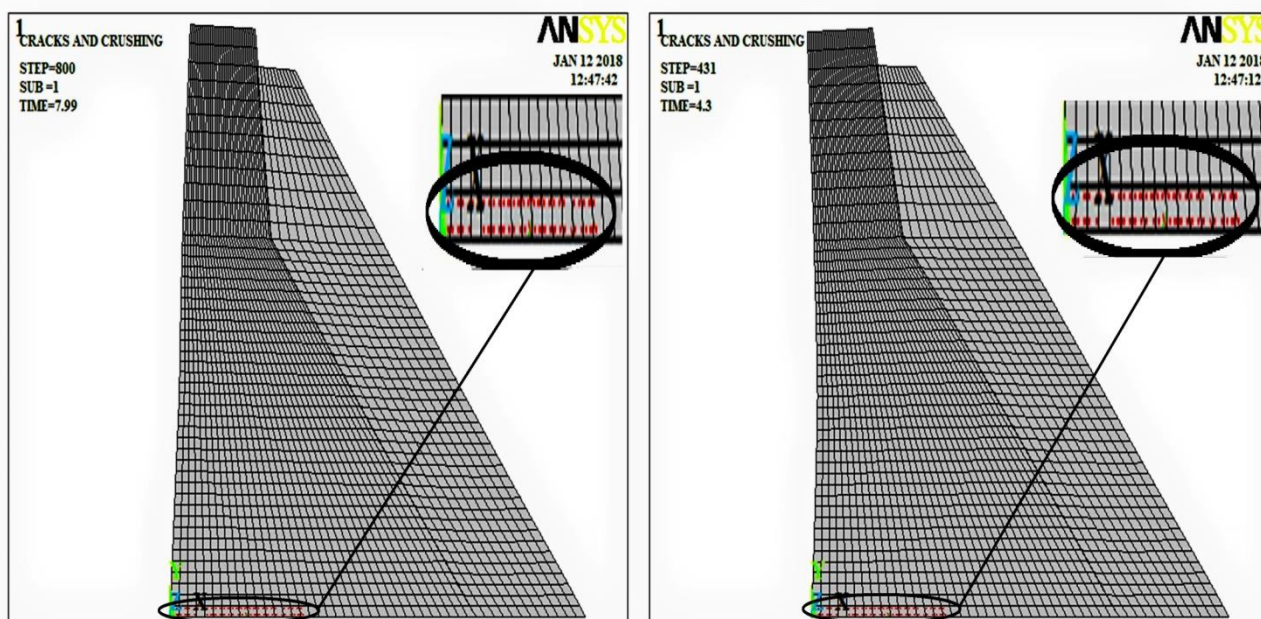 1
CRACKS AND CRUSHING
STEP=800
SUB =1
TIME=7.99
ANSYS
JAN 12 2018
12:47:42
Y
Z X
1
CRACKS AND CRUSHING
STEP=431
SUB =1
TIME=4.3
ANSYS
JAN 12 2018
12:47:12
Y
Z X